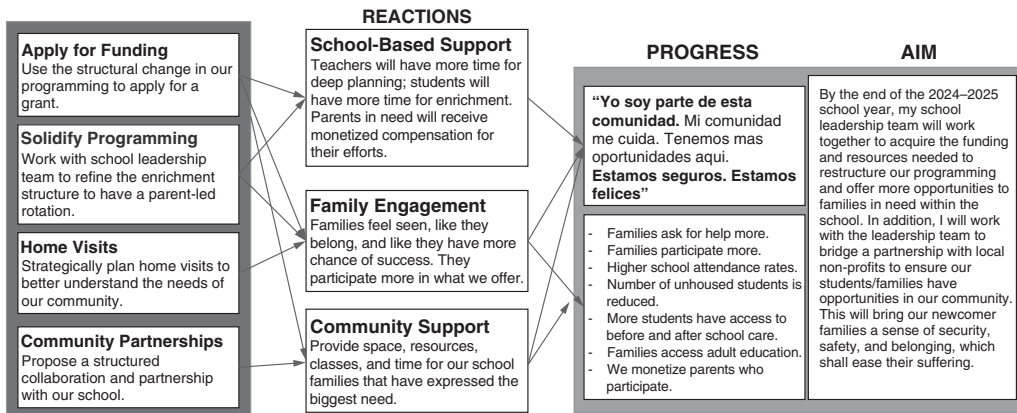 REACTIONS
PROGRESS
AIM
Apply for Funding
Use the structural change in our
programming to apply for a
grant.
Solidify Programming
Work with school leadership
team to refine the enrichment
structure to have a parent-led
rotation.
Home Visits
Strategically plan home visits to
better understand the needs of
our community.
Community Partnerships
Propose a structured
collaboration and partnership
with our school.
School-Based Support
Teachers will have more time for
deep planning; students will
have more time for enrichment.
Parents in need will receive
monetized compensation for
their efforts.
Family Engagement
Families feel seen, like they
belong, and like they have more
chance of success. They
participate more in what we offer.
Community Support
Provide space, resources,
classes, and time for our school
families that have expressed the
biggest need.
“Yo soy parte de esta
comunidad. Mi comunidad
me cuida. Tenemos mas
oportunidades aqui.
Estamos seguros. Estamos
felices”
- Families ask for help more.
- Families participate more.
- Higher school attendance rates.
- Number of unhoused students is
reduced.
- More students have access to
before and after school care.
- Families access adult education.
- We monetize parents who
participate.
By the end of the 2024–2025
school year, my school
leadership team will work
together to acquire the funding
and resources needed to
restructure our programming
and offer more opportunities to
families in need within the
school. In addition, I will work
with the leadership team to
bridge a partnership with local
non-profits to ensure our
students/families have
opportunities in our community.
This will bring our newcomer
families a sense of security,
safety, and belonging, which
shall ease their suffering.